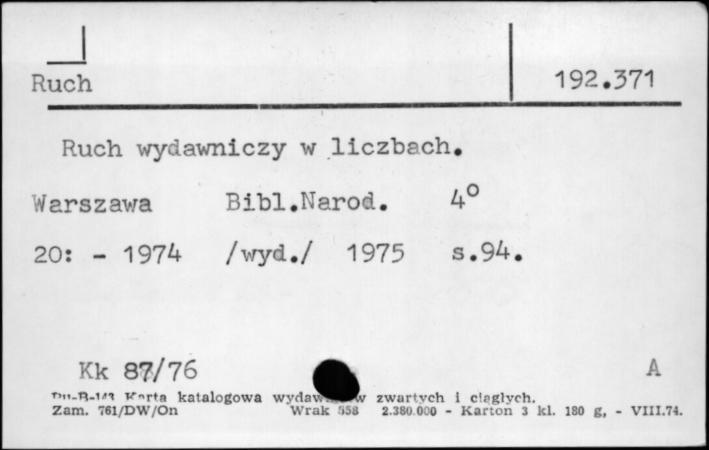 Ruch 192.371
Ruch wydawniczy w liczbach.
Warszawa Bibl.Narod. 4°
20: - 1974 /wyd./ 1975 s.94.
Kk 87/76 A
Karta katalogowa zwartych i ciągłych.
Zam. 761/DW/On Wrak 558 2.380.000 - Karton 3 kl. 180 g, - VIII.74.